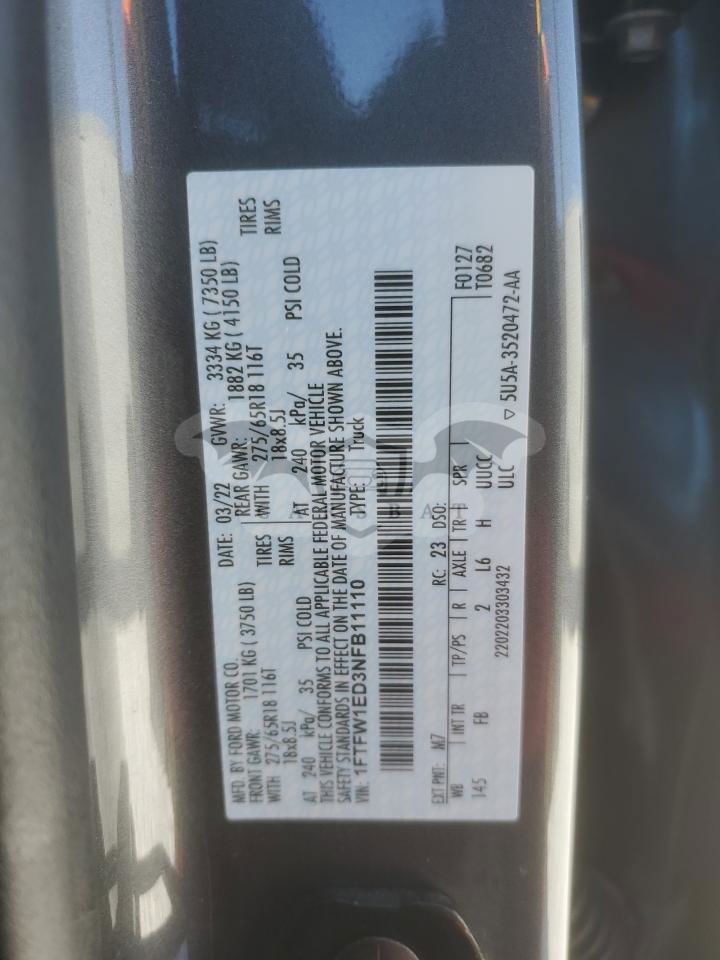 MFD. BY FORD MOTOR CO. DATE: 03/22 GVWR: 3334 KG ( 7350 LB)
FRONT GAWR: 1701 KG ( 3750 LB) REAR GAWR: 1882 KG ( 4150 LB)
WITH 275/65R18 116T TIRES WITH 275/65R18 116T TIRES
18x8.5J RIMS 18x8.5J RIMS
AT 240 kPa/ 35 PSI COLD AT 240 kPa/ 35 PSI COLD
THIS VEHICLE CONFORMS TO ALL APPLICABLE FEDERAL MOTOR VEHICLE
SAFETY STANDARDS IN EFFECT ON THE DATE OF MANUFACTURE SHOWN ABOVE.
VIN: 1FTFW1ED3NFB11110 TYPE: Truck
EXT PNT: M7 RC: 23 DSO: F0127
WB INT TR TP/PS R AXLE TR SPR T0682
145 FB 2 L6 H UUCC
2202203303432 ULC ▽ 5U5A-3520472-AA